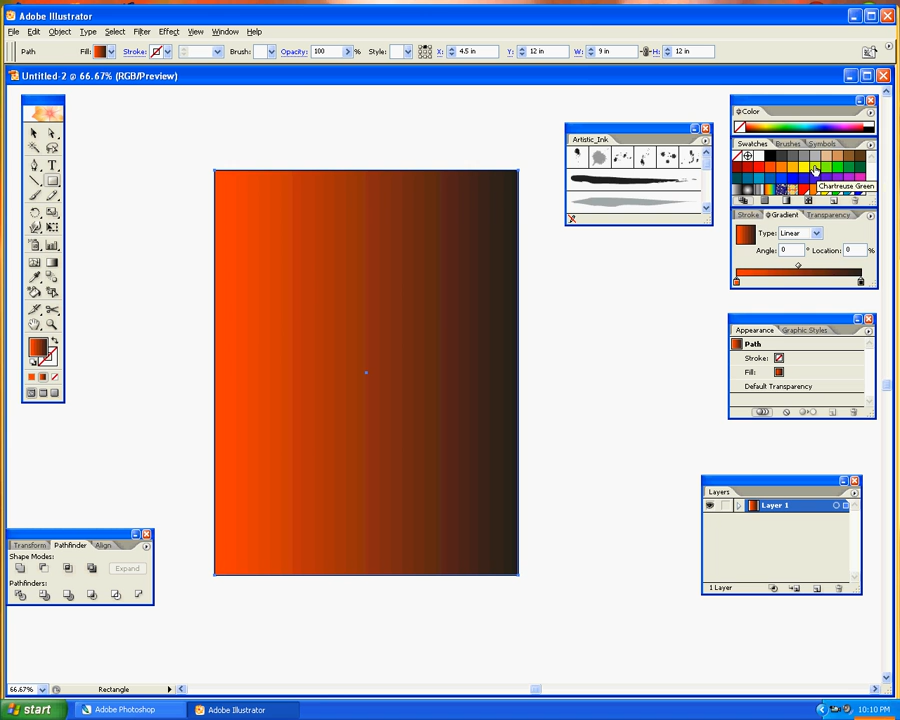 Adobe Illustrator
File Edit Object Type Select Filter Effect View Window Help
Path Fill: Stroke: Brush: Opacity: 100 % Style: X: 4.5 in Y: 12 in W: 9 in H: 12 in
Untitled-2 @ 66.67% (RGB/Preview)
Color
Artistic_Ink
Swatches Brushes Symbols
Chartreuse Green
Stroke Gradient Transparency
Type: Linear
Angle: 0 ° Location: 0 %
Appearance Graphic Styles
Path
Stroke:
Fill:
Default Transparency
Layers
Layer 1
1 Layer
Transform Pathfinder Align
Shape Modes:
Expand
Pathfinders:
66.67% Rectangle
start Adobe Photoshop Adobe Illustrator 10:10 PM